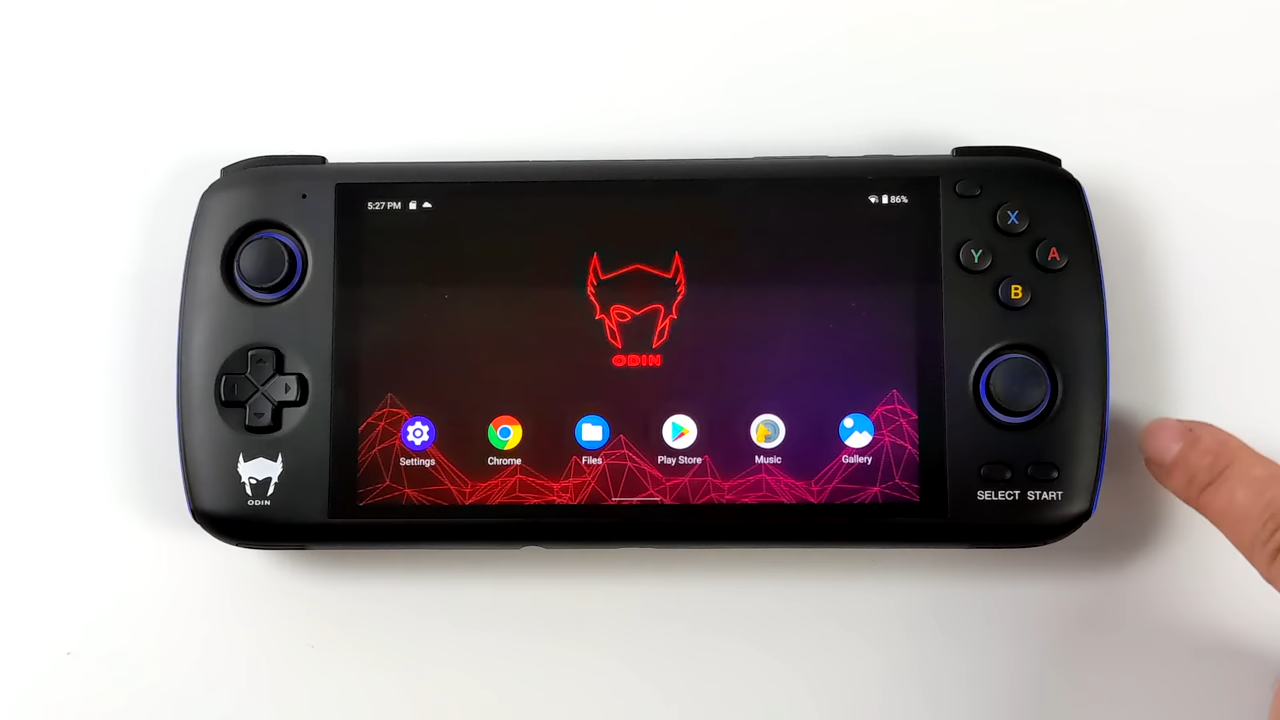 5:27 PM
86%
X
Y
A
B
ODIN
Settings
Chrome
Files
Play Store
Music
Gallery
ODIN
SELECT START